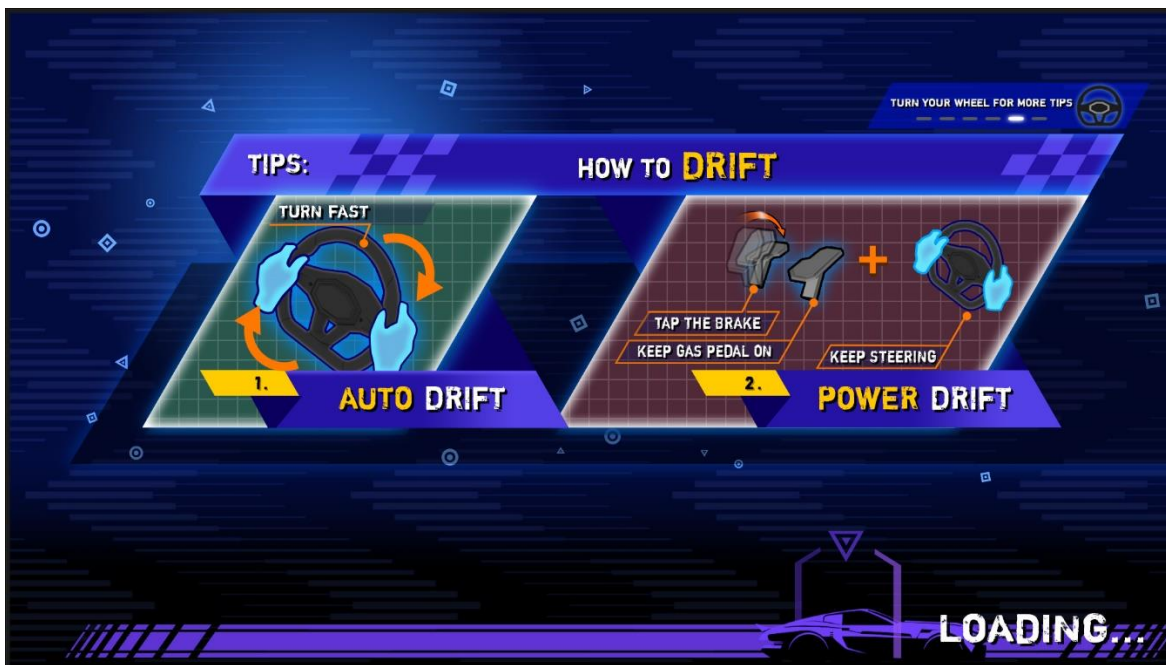 TURN YOUR WHEEL FOR MORE TIPS
TIPS:
HOW TO DRIFT
TURN FAST
1.
AUTO DRIFT
TAP THE BRAKE
KEEP GAS PEDAL ON
KEEP STEERING
2.
POWER DRIFT
LOADING...